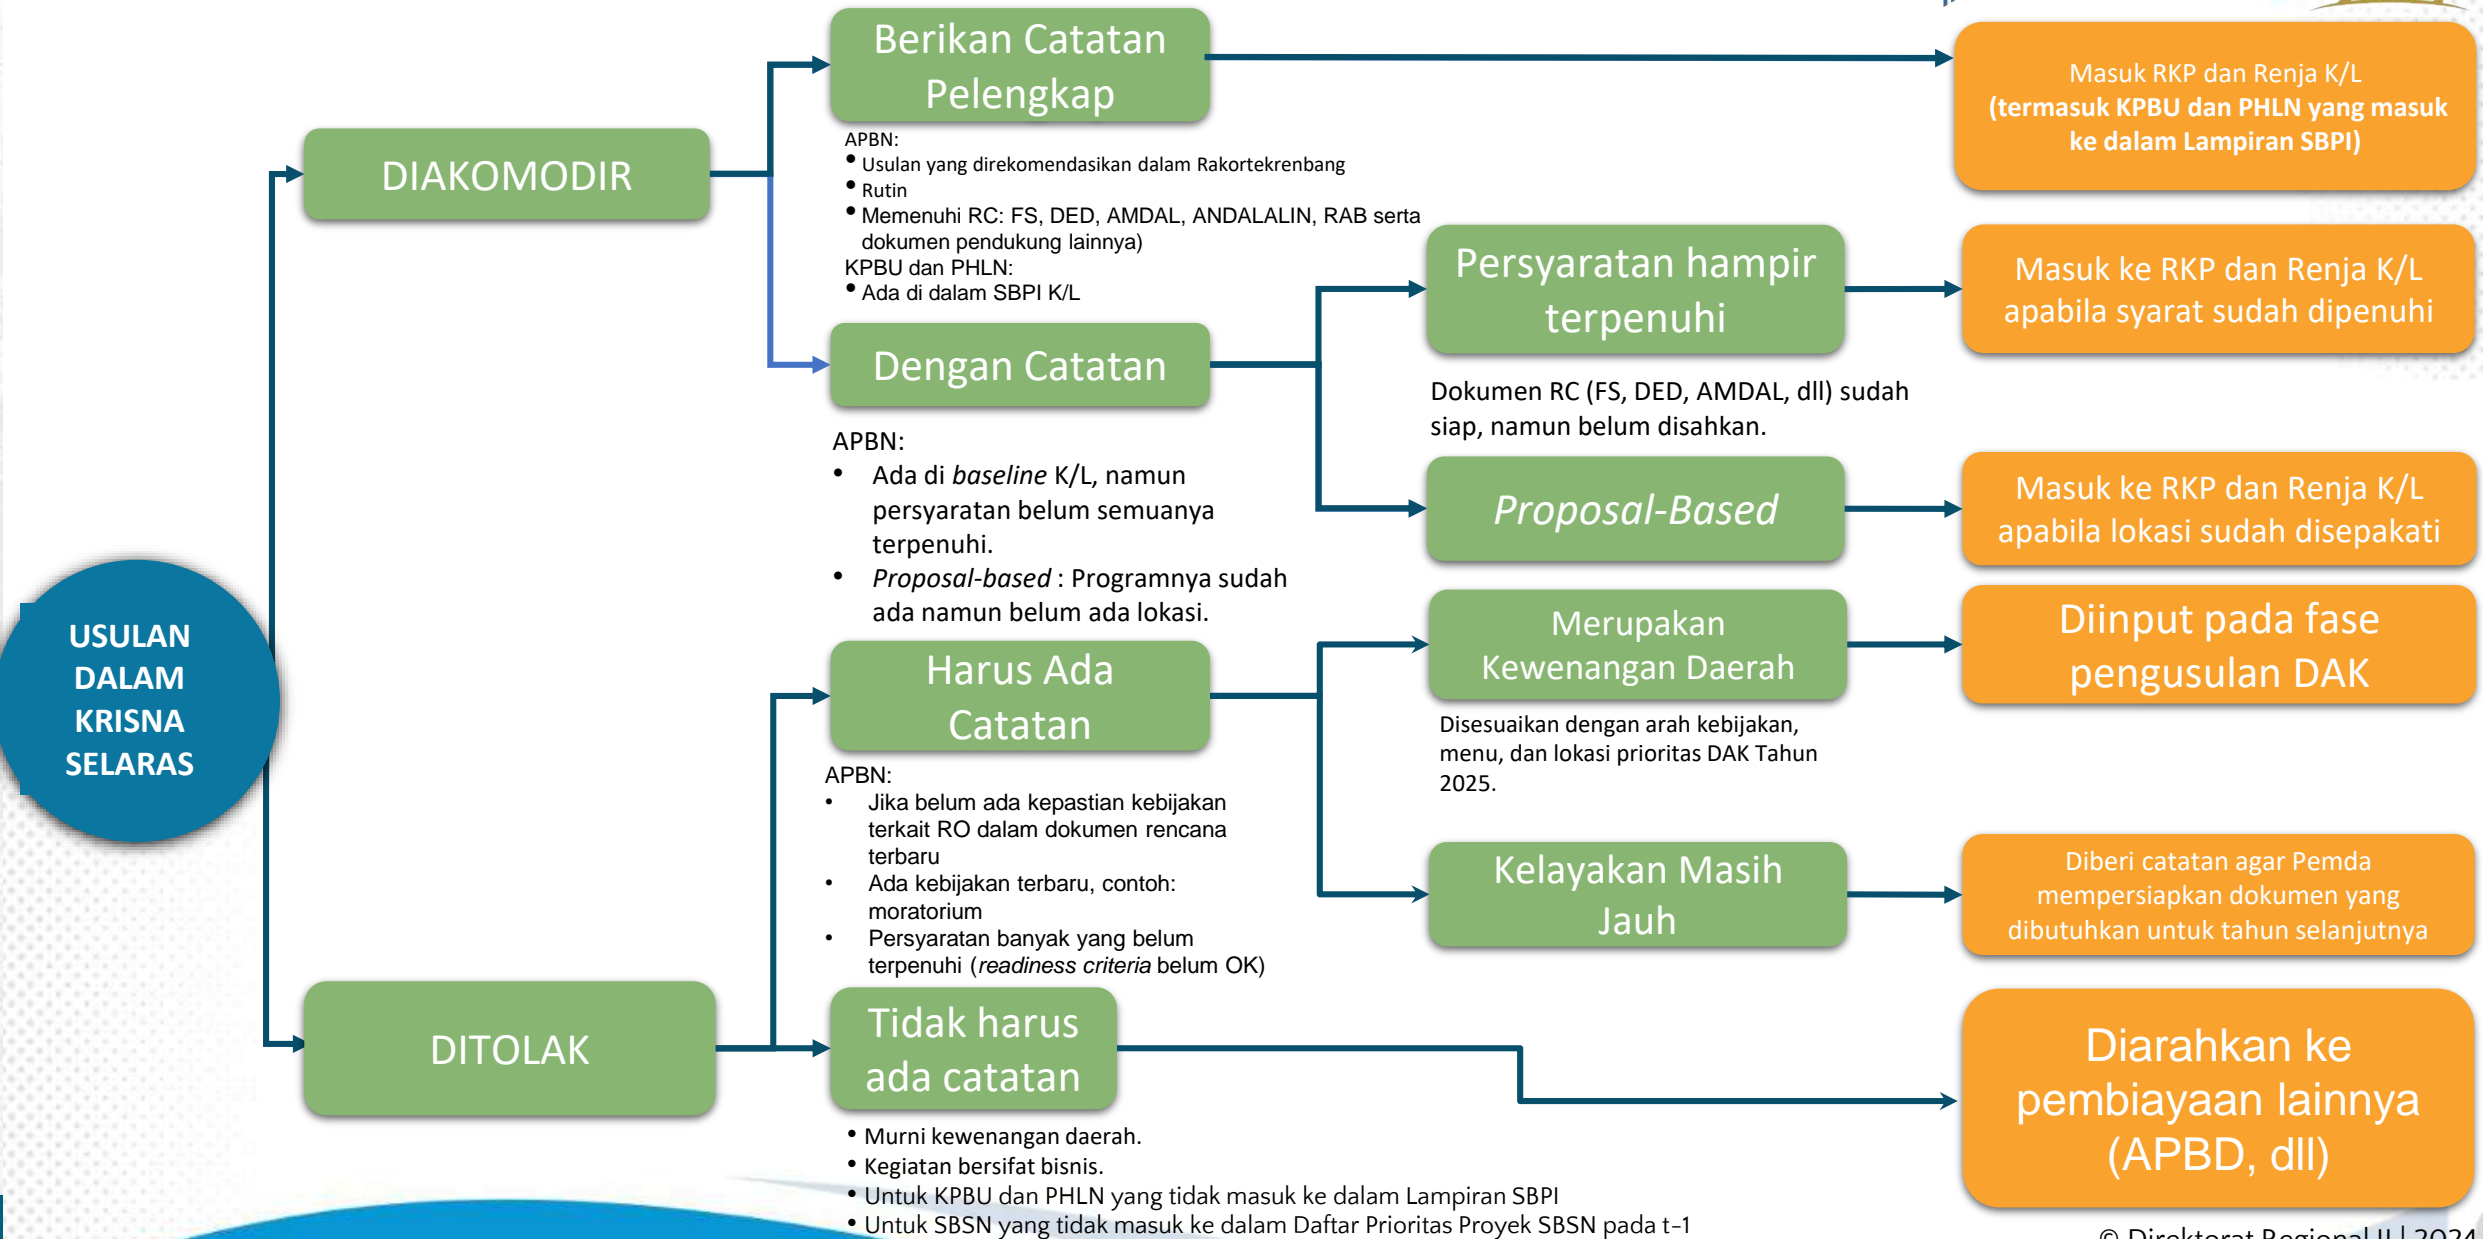 USULAN
DALAM
KRISNA
SELARAS
DIAKOMODIR
Berikan Catatan
Pelengkap
APBN:
• Usulan yang direkomendasikan dalam Rakortekrenbang
• Rutin
• Memenuhi RC: FS, DED, AMDAL, ANDALALIN, RAB serta
dokumen pendukung lainnya)
KPBU dan PHLN:
• Ada di dalam SBPI K/L
Masuk RKP dan Renja K/L
(termasuk KPBU dan PHLN yang masuk
ke dalam Lampiran SBPI)
Dengan Catatan
APBN:
• Ada di baseline K/L, namun
persyaratan belum semuanya
terpenuhi.
• Proposal-based : Programnya sudah
ada namun belum ada lokasi.
Persyaratan hampir
terpenuhi
Dokumen RC (FS, DED, AMDAL, dll) sudah
siap, namun belum disahkan.
Masuk ke RKP dan Renja K/L
apabila syarat sudah dipenuhi
Proposal-Based
Masuk ke RKP dan Renja K/L
apabila lokasi sudah disepakati
DITOLAK
Harus Ada
Catatan
APBN:
• Jika belum ada kepastian kebijakan
terkait RO dalam dokumen rencana
terbaru
• Ada kebijakan terbaru, contoh:
moratorium
• Persyaratan banyak yang belum
terpenuhi (readiness criteria belum OK)
Merupakan
Kewenangan Daerah
Disesuaikan dengan arah kebijakan,
menu, dan lokasi prioritas DAK Tahun
2025.
Diinput pada fase
pengusulan DAK
Kelayakan Masih
Jauh
Diberi catatan agar Pemda
mempersiapkan dokumen yang
dibutuhkan untuk tahun selanjutnya
Tidak harus
ada catatan
• Murni kewenangan daerah.
• Kegiatan bersifat bisnis.
• Untuk KPBU dan PHLN yang tidak masuk ke dalam Lampiran SBPI
• Untuk SBSN yang tidak masuk ke dalam Daftar Prioritas Proyek SBSN pada t-1
Diarahkan ke
pembiayaan lainnya
(APBD, dll)
© Direktorat Regional II | 2024